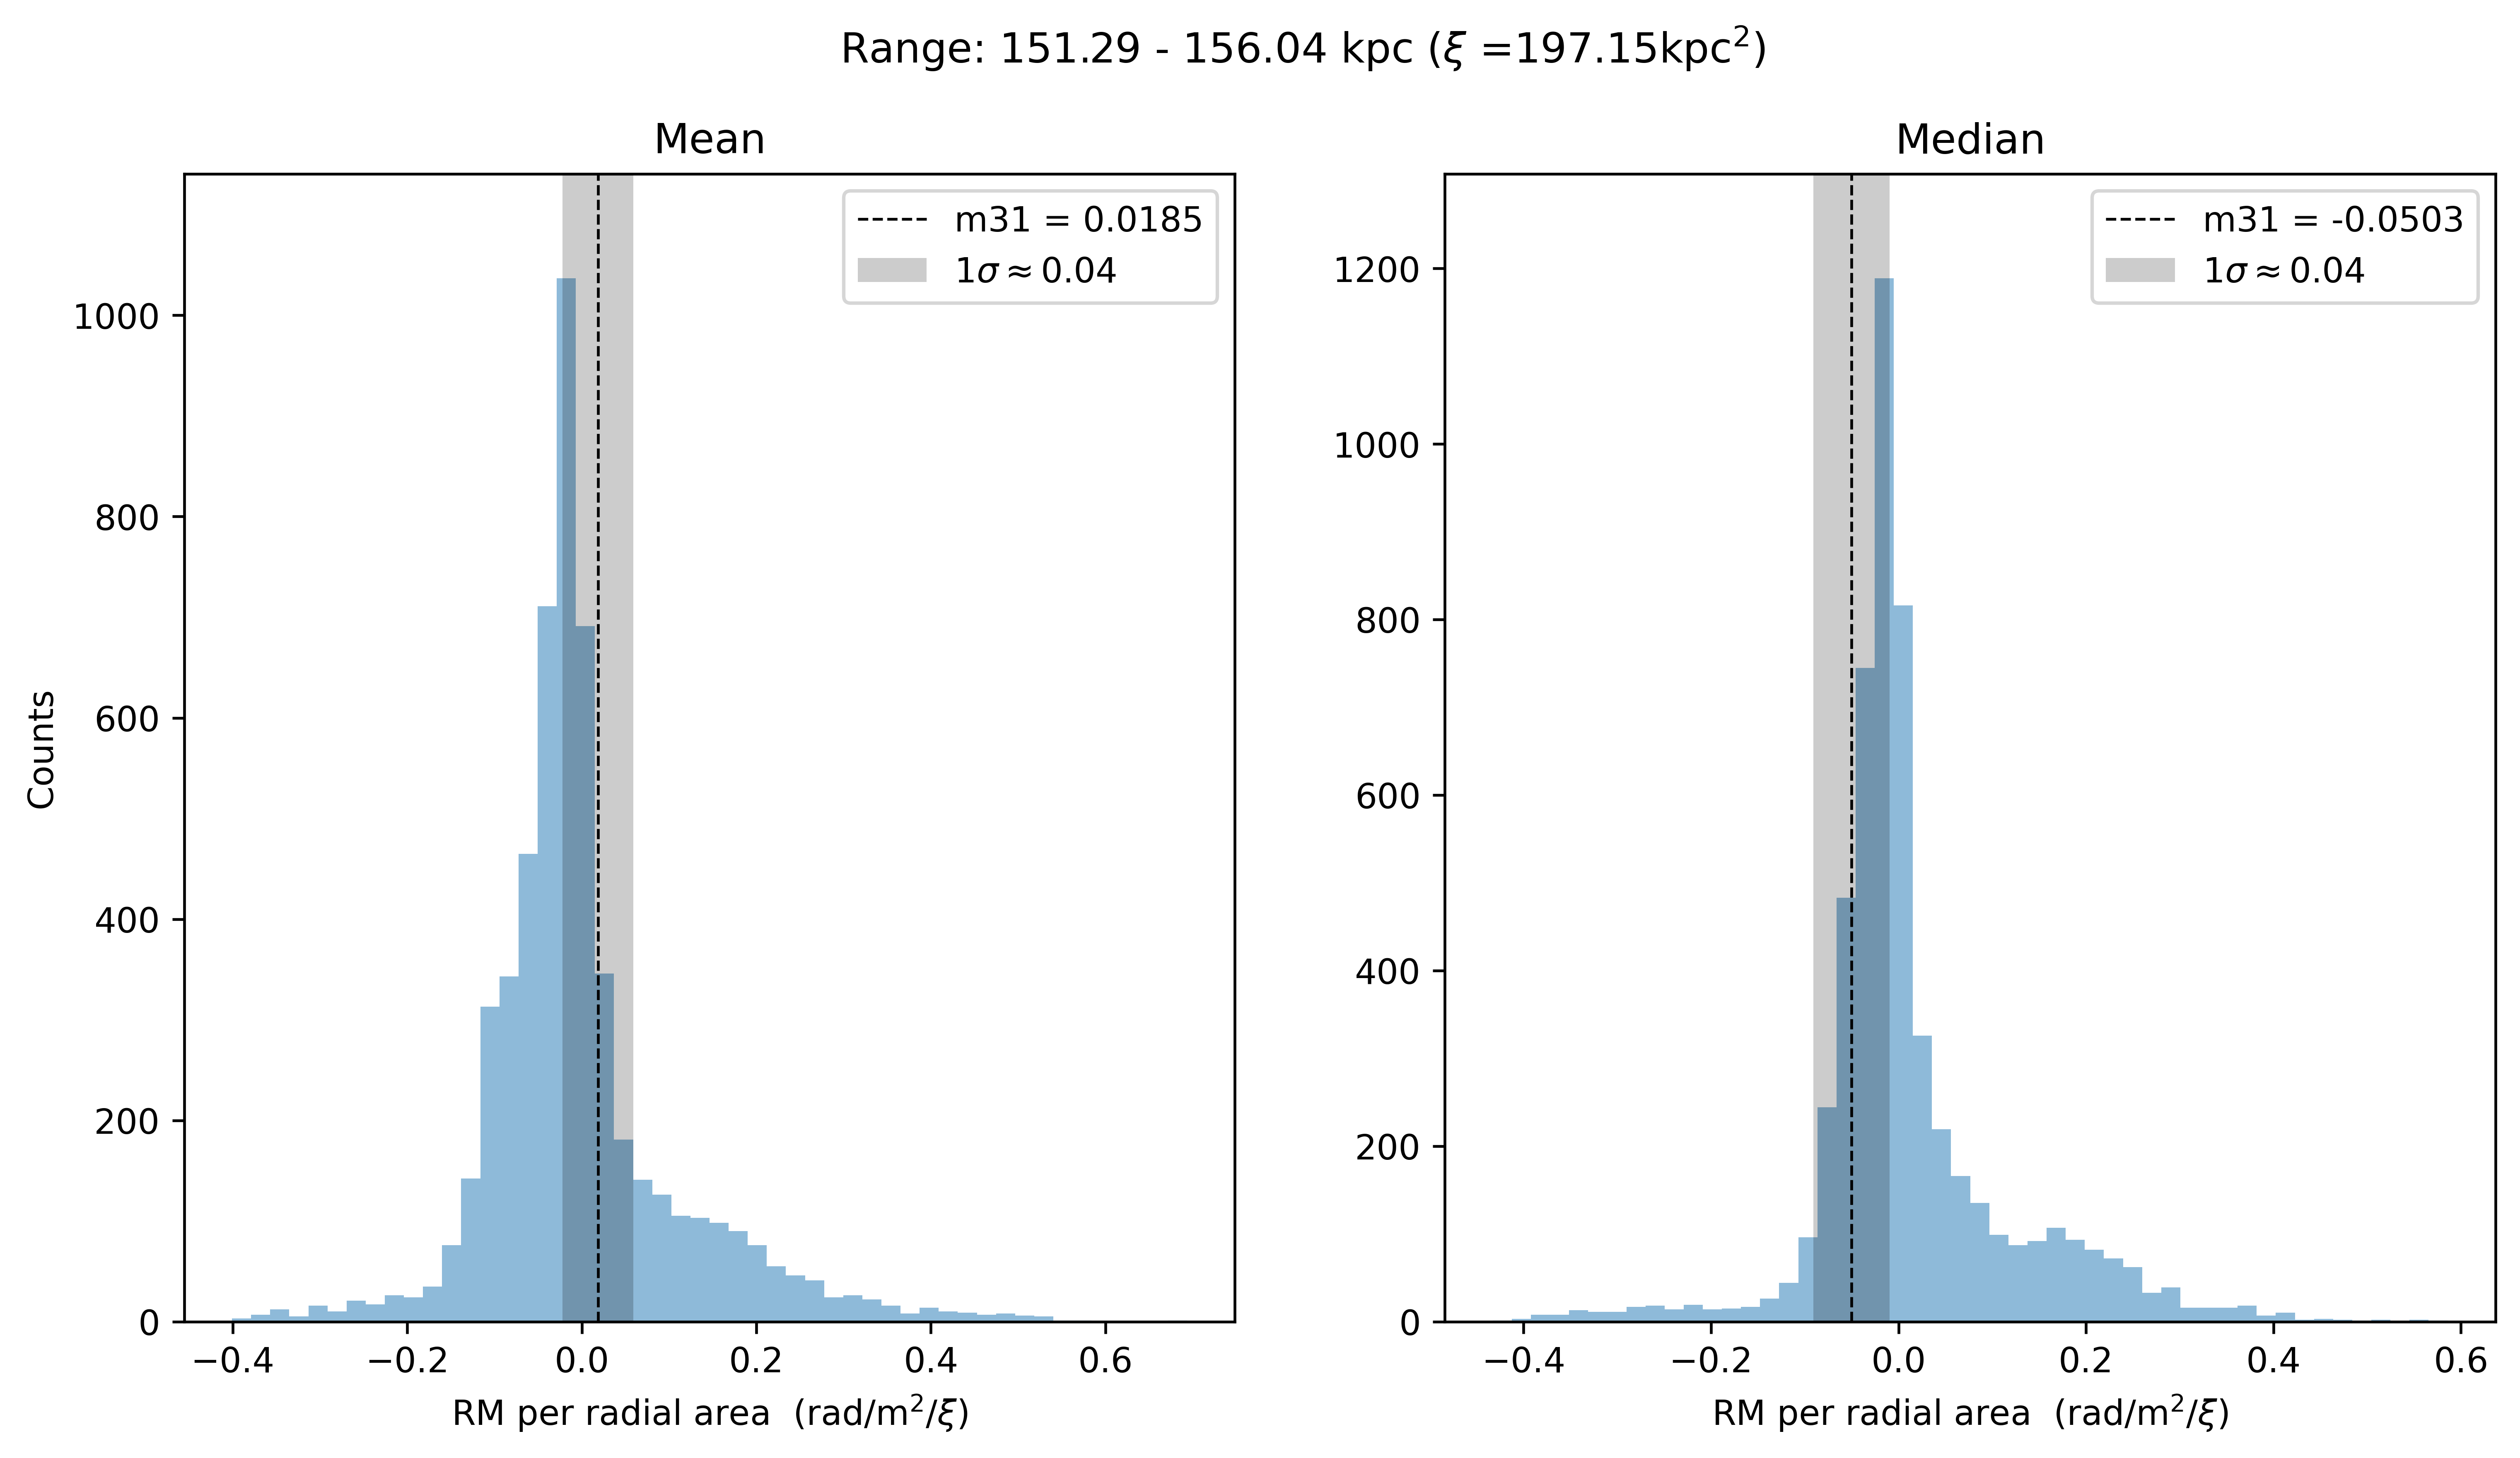 Range: 151.29 - 156.04 kpc (ξ =197.15kpc²)
Mean
m31 = 0.0185
1σ ≈ 0.04
1000
800
600
400
200
0
Counts
−0.4 −0.2 0.0 0.2 0.4 0.6
RM per radial area (rad/m²/ξ)
Median
m31 = -0.0503
1σ ≈ 0.04
1200
1000
800
600
400
200
0
−0.4 −0.2 0.0 0.2 0.4 0.6
RM per radial area (rad/m²/ξ)